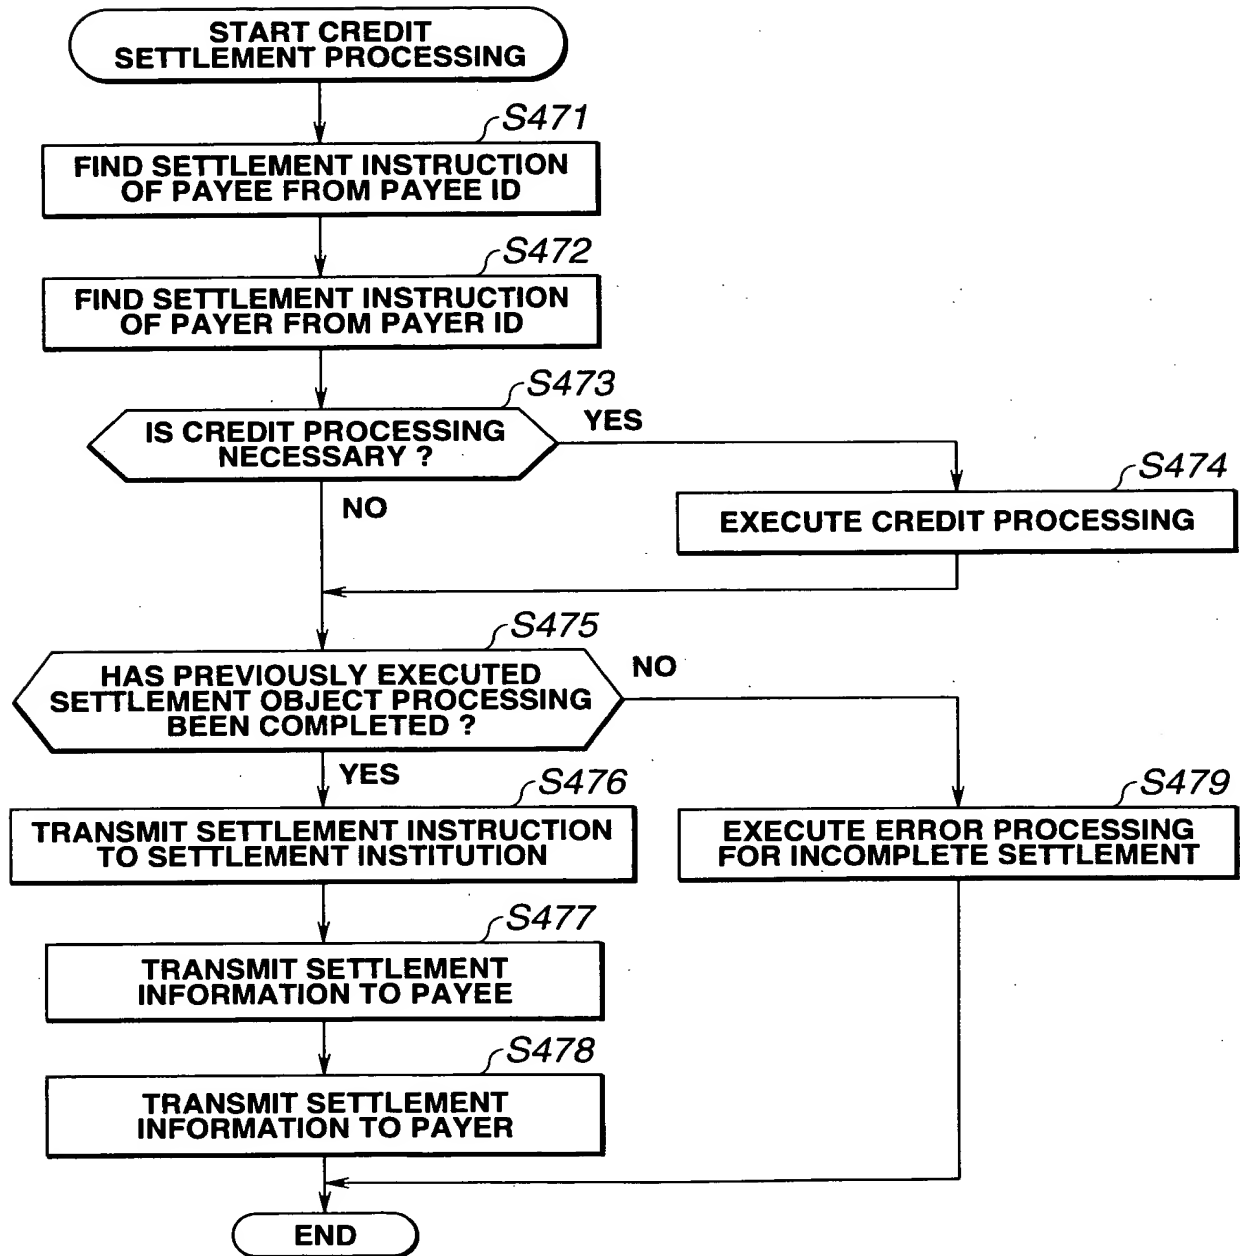 START CREDIT
SETTLEMENT PROCESSING
S471
FIND SETTLEMENT INSTRUCTION
OF PAYEE FROM PAYEE ID
S472
FIND SETTLEMENT INSTRUCTION
OF PAYER FROM PAYER ID
S473
IS CREDIT PROCESSING
NECESSARY ?
YES
NO
S474
EXECUTE CREDIT PROCESSING
S475
HAS PREVIOUSLY EXECUTED
SETTLEMENT OBJECT PROCESSING
BEEN COMPLETED ?
NO
YES
S476
TRANSMIT SETTLEMENT INSTRUCTION
TO SETTLEMENT INSTITUTION
S479
EXECUTE ERROR PROCESSING
FOR INCOMPLETE SETTLEMENT
S477
TRANSMIT SETTLEMENT
INFORMATION TO PAYEE
S478
TRANSMIT SETTLEMENT
INFORMATION TO PAYER
END